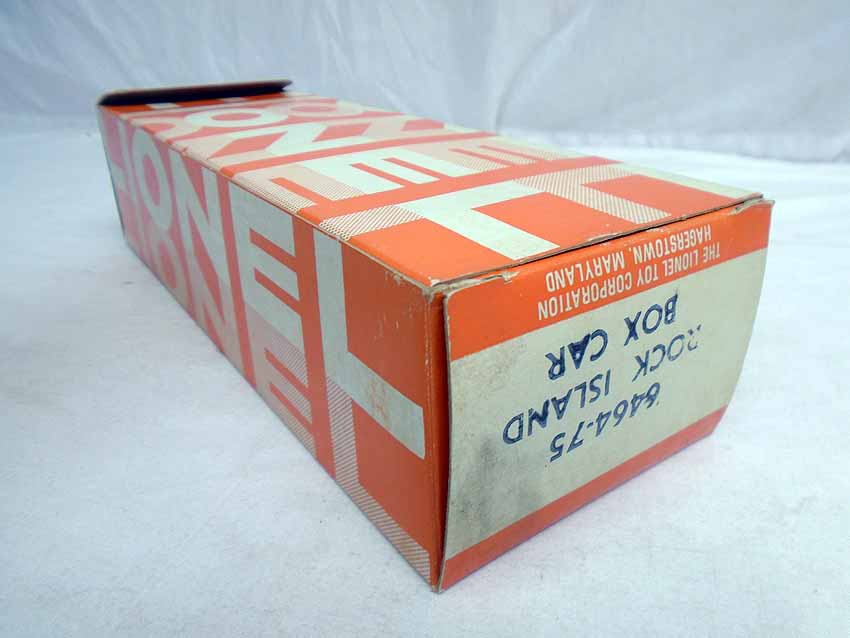 LIONEL
LIONEL
6464-75
ROCK ISLAND
BOX CAR
THE LIONEL TOY CORPORATION
HAGERSTOWN, MARYLAND